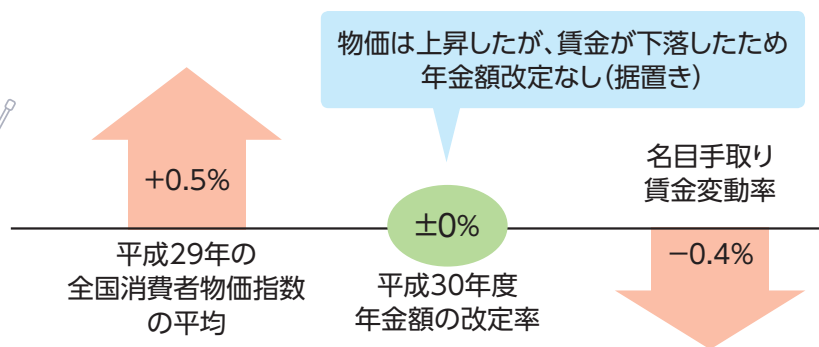 物価は上昇したが、賃金が下落したため
年金額改定なし(据置き)
+0.5%
平成29年の
全国消費者物価指数
の平均
±0%
平成30年度
年金額の改定率
名目手取り
賃金変動率
−0.4%